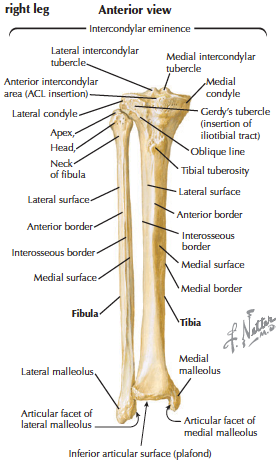 right leg
Anterior view
Intercondylar eminence
Lateral intercondylar
tubercle
Medial intercondylar
tubercle
Anterior intercondylar
area (ACL insertion)
Medial
condyle
Lateral condyle
Gerdy's tubercle
(insertion of
iliotibial tract)
Apex
Head
Neck
of fibula
Oblique line
Tibial tuberosity
Lateral surface
Lateral surface
Anterior border
Anterior border
Interosseous
border
Interosseous border
Medial surface
Medial surface
Medial border
Fibula
Tibia
F. Netter
M.D.
Lateral malleolus
Medial
malleolus
Articular facet of
lateral malleolus
Articular facet of
medial malleolus
Inferior articular surface (plafond)